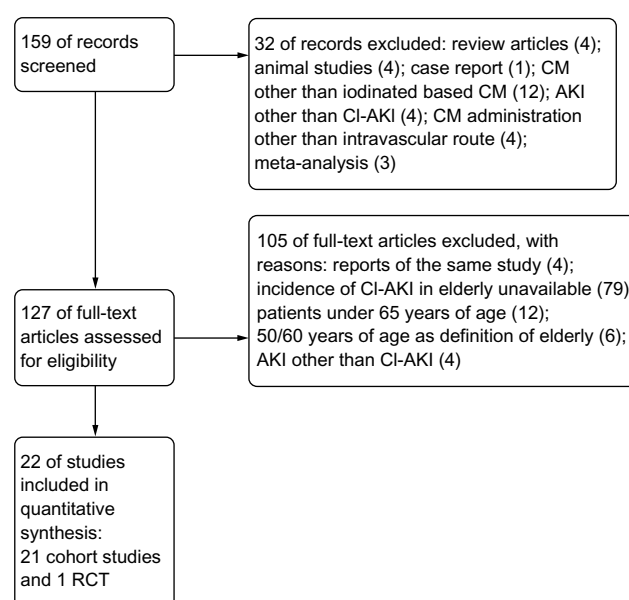 159 of records
screened
32 of records excluded: review articles (4);
animal studies (4); case report (1); CM
other than iodinated based CM (12); AKI
other than CI-AKI (4); CM administration
other than intravascular route (4);
meta-analysis (3)
105 of full-text articles excluded, with
reasons: reports of the same study (4);
incidence of CI-AKI in elderly unavailable (79)
patients under 65 years of age (12);
50/60 years of age as definition of elderly (6);
AKI other than CI-AKI (4)
127 of full-text
articles assessed
for eligibility
22 of studies
included in
quantitative
synthesis:
21 cohort studies
and 1 RCT